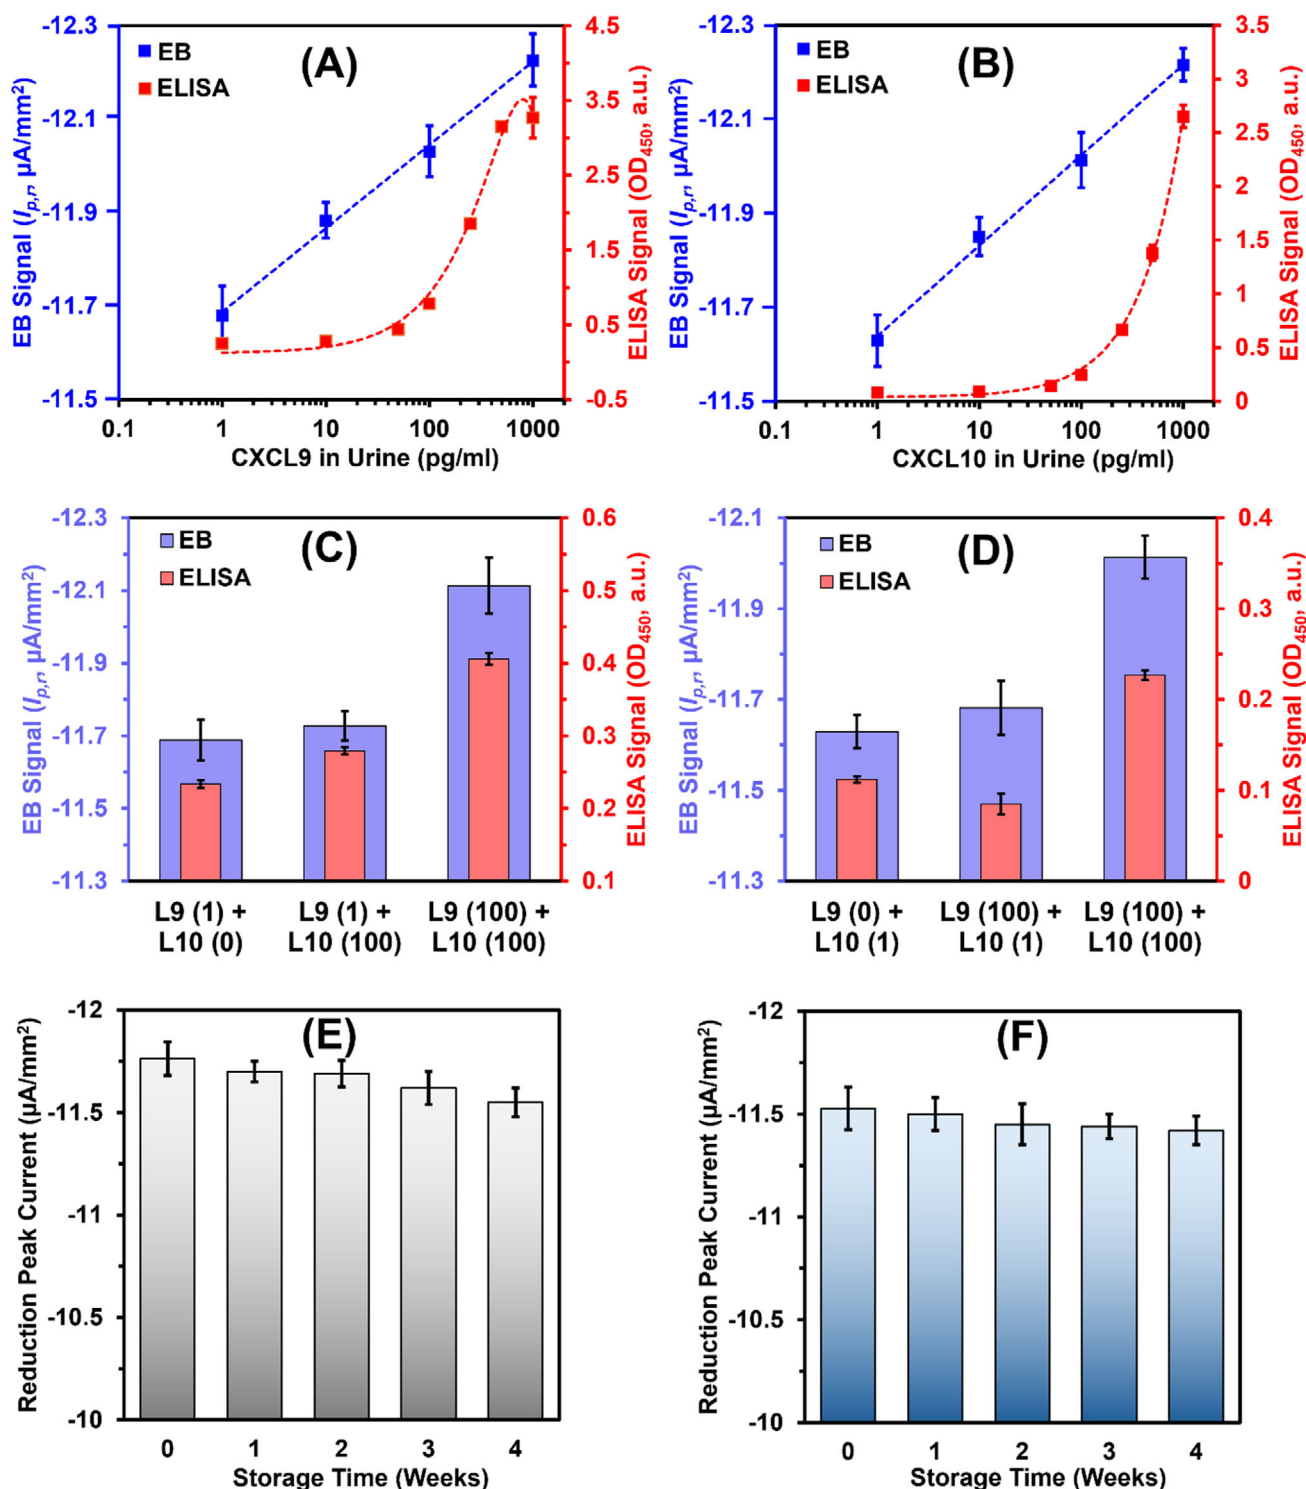 (A)
EB
ELISA
EB Signal (Ip,r, µA/mm²)
-12.3
-12.1
-11.9
-11.7
-11.5
ELISA Signal (OD450, a.u.)
4.5
3.5
2.5
1.5
0.5
-0.5
0.1 1 10 100 1000
CXCL9 in Urine (pg/ml)
(B)
EB
ELISA
EB Signal (Ip,r, µA/mm²)
-12.3
-12.1
-11.9
-11.7
-11.5
ELISA Signal (OD450, a.u.)
3.5
3
2.5
2
1.5
1
0.5
0
0.1 1 10 100 1000
CXCL10 in Urine (pg/ml)
(C)
EB
ELISA
EB Signal (Ip,r, µA/mm²)
-12.3
-12.1
-11.9
-11.7
-11.5
-11.3
ELISA Signal (OD450, a.u.)
0.6
0.5
0.4
0.3
0.2
0.1
L9 (1) + L9 (1) + L9 (100) +
L10 (0) L10 (100) L10 (100)
(D)
EB
ELISA
EB Signal (Ip,r, µA/mm²)
-12.1
-11.9
-11.7
-11.5
-11.3
ELISA Signal (OD450, a.u.)
0.4
0.3
0.2
0.1
0
L9 (0) + L9 (100) + L9 (100) +
L10 (1) L10 (1) L10 (100)
(E)
Reduction Peak Current (µA/mm²)
-12
-11.5
-11
-10.5
-10
0 1 2 3 4
Storage Time (Weeks)
(F)
Reduction Peak Current (µA/mm²)
-12
-11.5
-11
-10.5
-10
0 1 2 3 4
Storage Time (Weeks)